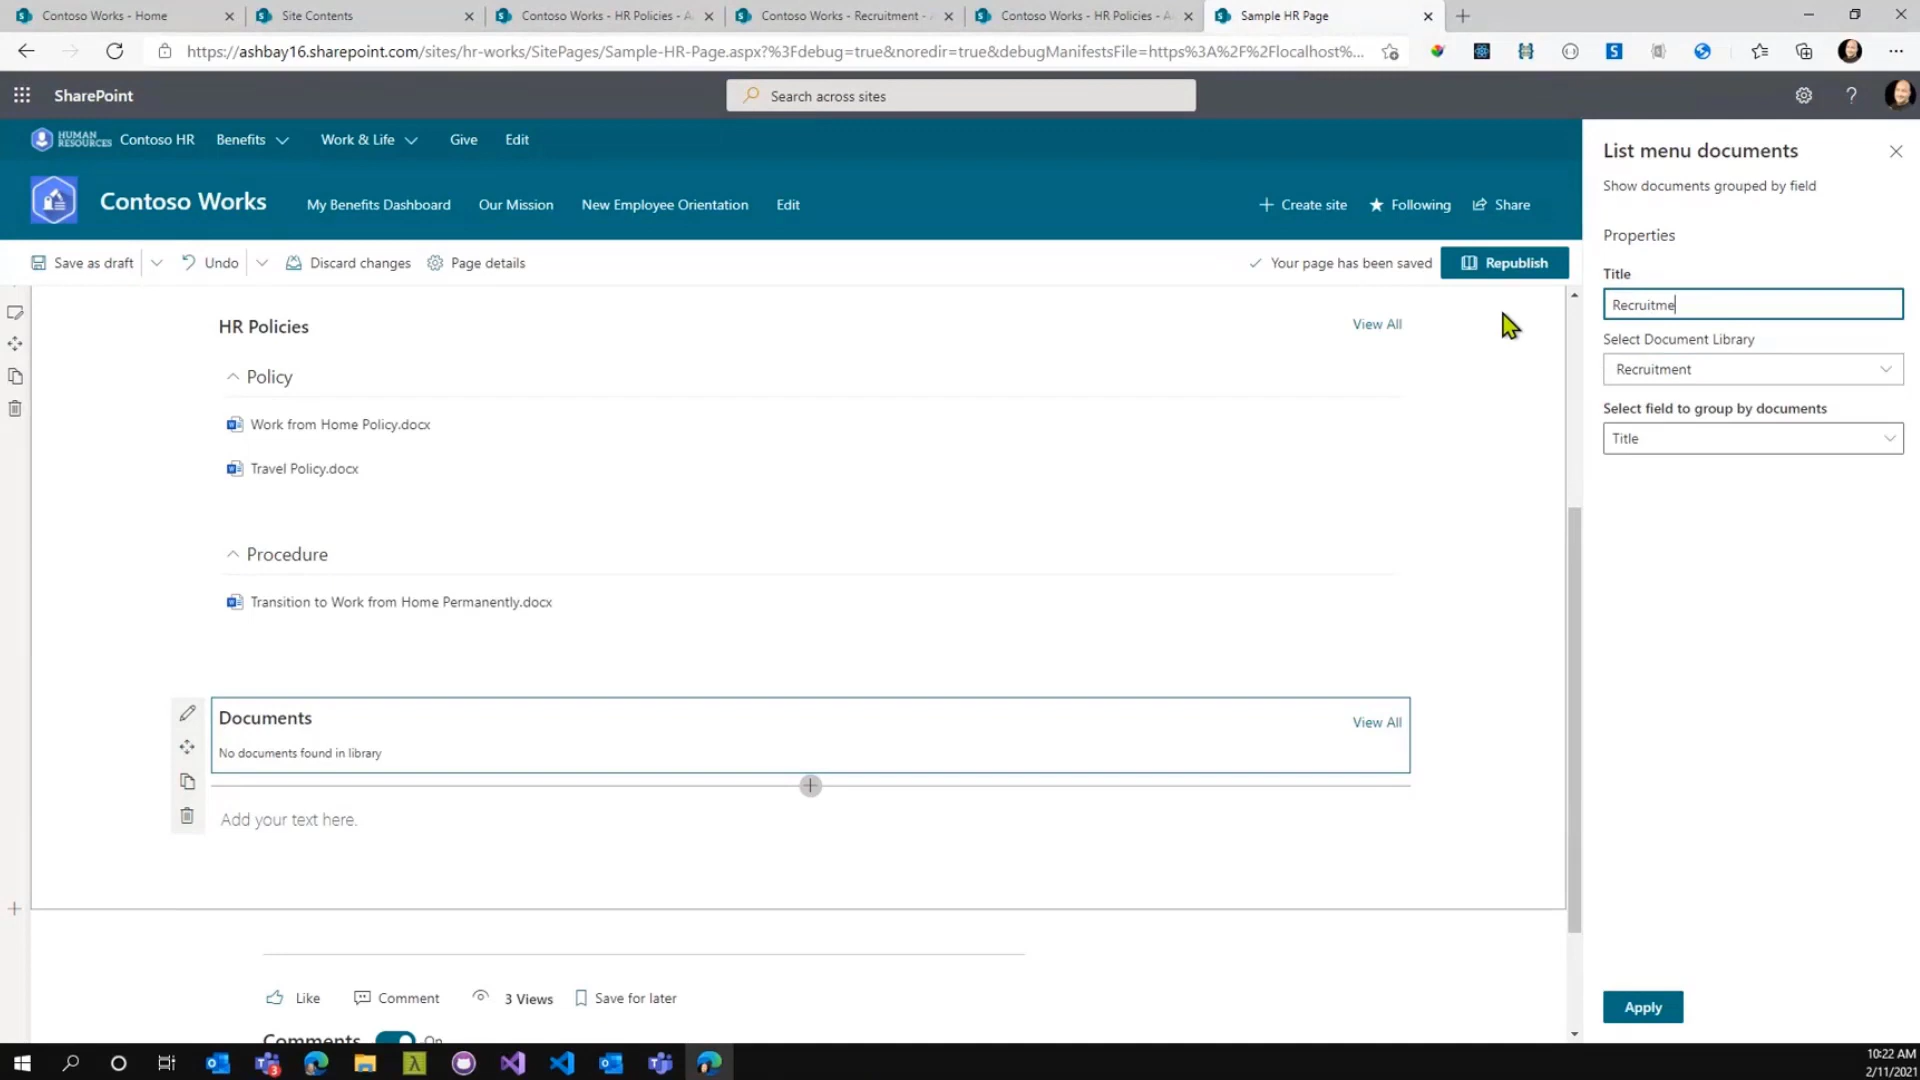 Contoso Works - Home
Site Contents
Contoso Works - HR Policies - A
Contoso Works - Recruitment - A
Contoso Works - HR Policies - A
Sample HR Page
https://ashbay16.sharepoint.com/sites/hr-works/SitePages/Sample-HR-Page.aspx?%3Fdebug=true&noredir=true&debugManifestsFile=https%3A%2F%2Flocalhost%...
SharePoint
Search across sites
HUMAN RESOURCES
Contoso HR
Benefits
Work & Life
Give
Edit
Contoso Works
My Benefits Dashboard
Our Mission
New Employee Orientation
Edit
Create site
Following
Share
Save as draft
Undo
Discard changes
Page details
Your page has been saved
Republish
HR Policies
View All
Policy
Work from Home Policy.docx
Travel Policy.docx
Procedure
Transition to Work from Home Permanently.docx
Documents
View All
No documents found in library
Add your text here.
Like
Comment
3 Views
Save for later
Comments
On
List menu documents
Show documents grouped by field
Properties
Title
Recruitme
Select Document Library
Recruitment
Select field to group by documents
Title
Apply
3
10:22 AM
2/11/2021